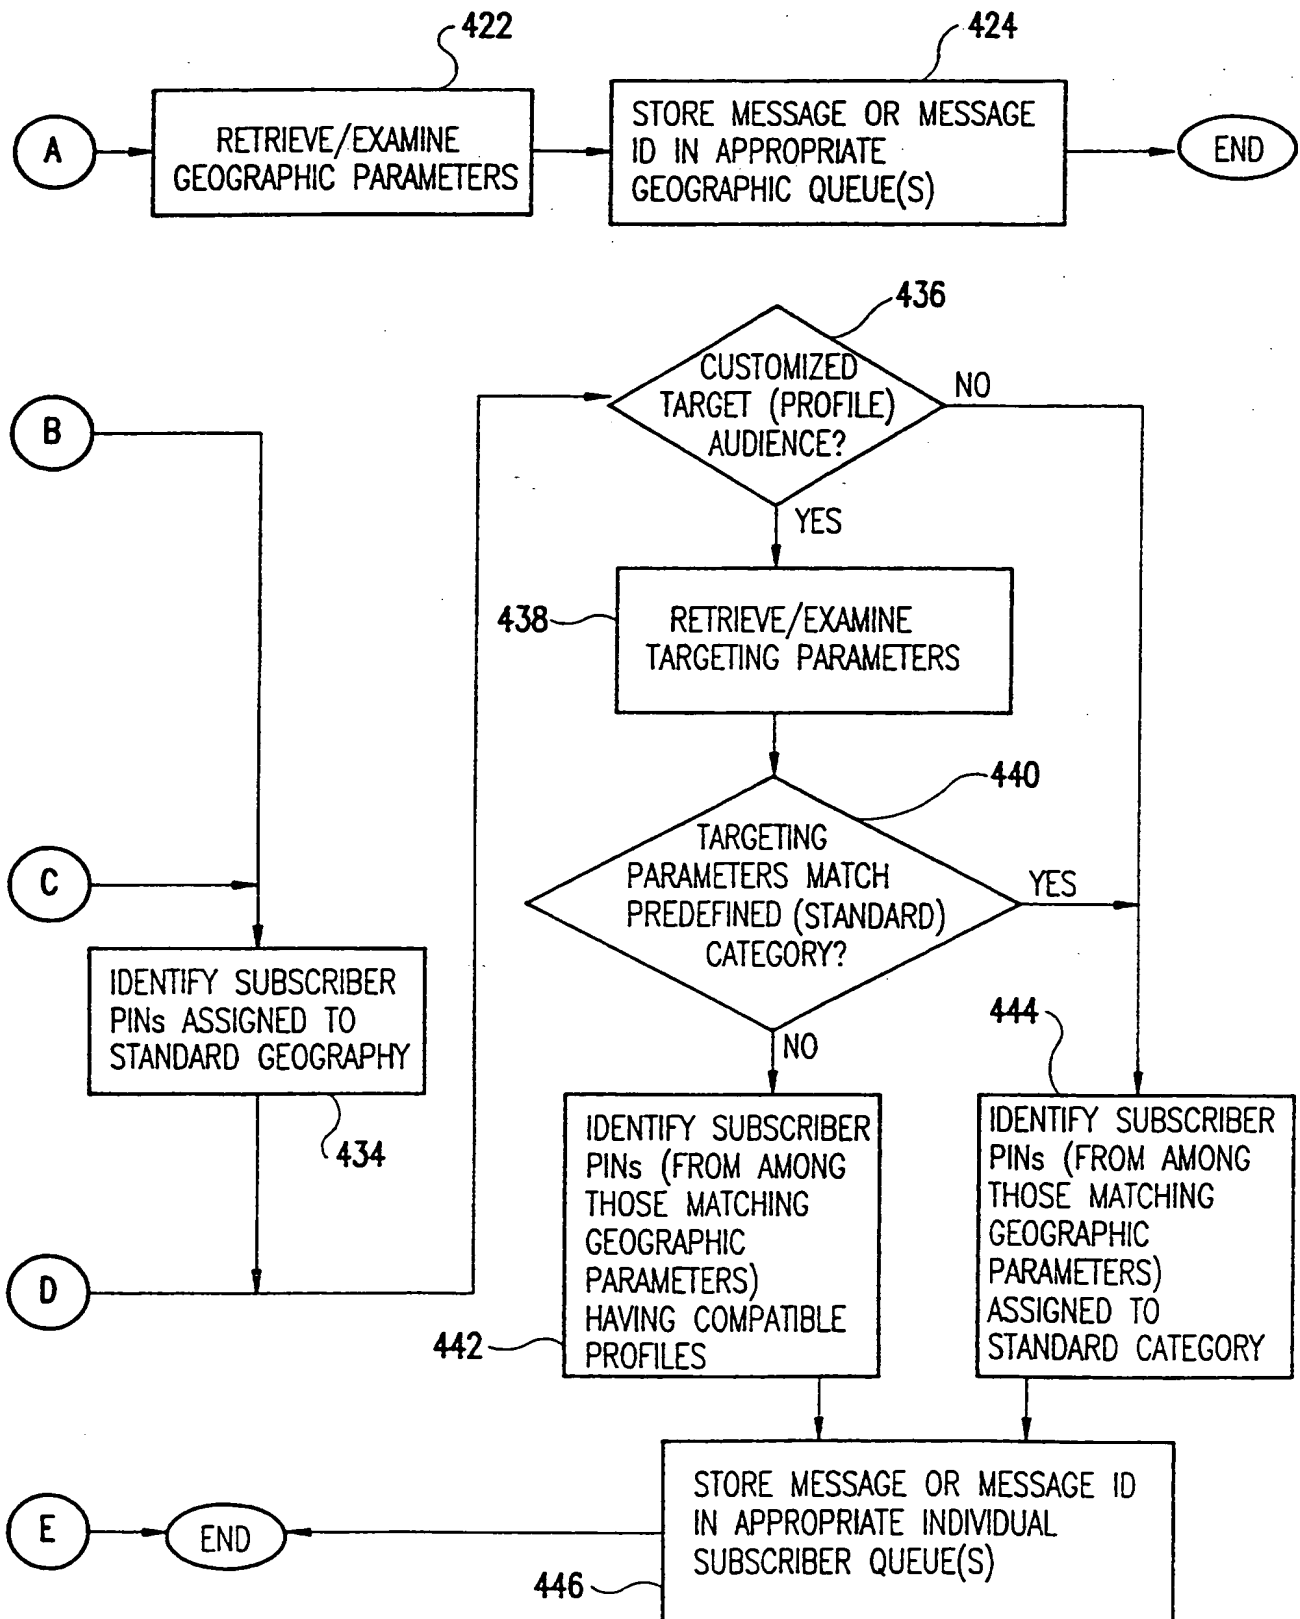 422
424
A
RETRIEVE/EXAMINE
GEOGRAPHIC PARAMETERS
STORE MESSAGE OR MESSAGE
ID IN APPROPRIATE
GEOGRAPHIC QUEUE(S)
END
436
CUSTOMIZED
TARGET (PROFILE)
AUDIENCE?
NO
YES
B
438
RETRIEVE/EXAMINE
TARGETING PARAMETERS
440
TARGETING
PARAMETERS MATCH
PREDEFINED (STANDARD)
CATEGORY?
YES
NO
C
IDENTIFY SUBSCRIBER
PINs ASSIGNED TO
STANDARD GEOGRAPHY
434
444
D
442
IDENTIFY SUBSCRIBER
PINs (FROM AMONG
THOSE MATCHING
GEOGRAPHIC
PARAMETERS)
HAVING COMPATIBLE
PROFILES
IDENTIFY SUBSCRIBER
PINs (FROM AMONG
THOSE MATCHING
GEOGRAPHIC
PARAMETERS)
ASSIGNED TO
STANDARD CATEGORY
E
END
STORE MESSAGE OR MESSAGE ID
IN APPROPRIATE INDIVIDUAL
SUBSCRIBER QUEUE(S)
446